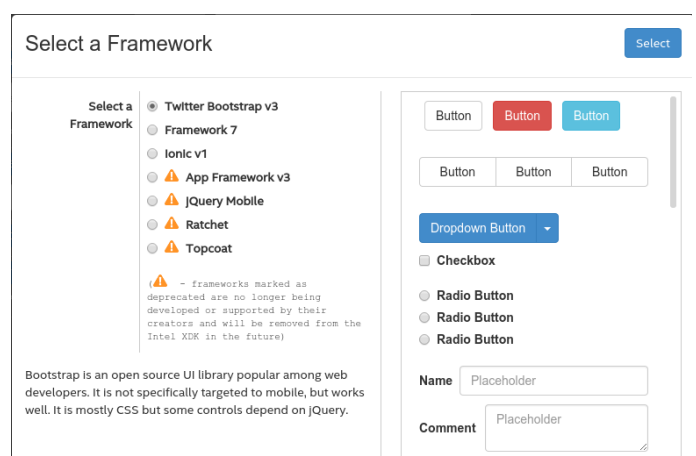 Select a Framework
Select
Select a
Framework
Twitter Bootstrap v3
Framework 7
Ionic v1
App Framework v3
jQuery Mobile
Ratchet
Topcoat
( - frameworks marked as
deprecated are no longer being
developed or supported by their
creators and will be removed from the
Intel XDK in the future)
Bootstrap is an open source UI library popular among web
developers. It is not specifically targeted to mobile, but works
well. It is mostly CSS but some controls depend on jQuery.
Button Button Button
Button Button Button
Dropdown Button
Checkbox
Radio Button
Radio Button
Radio Button
Name Placeholder
Comment Placeholder